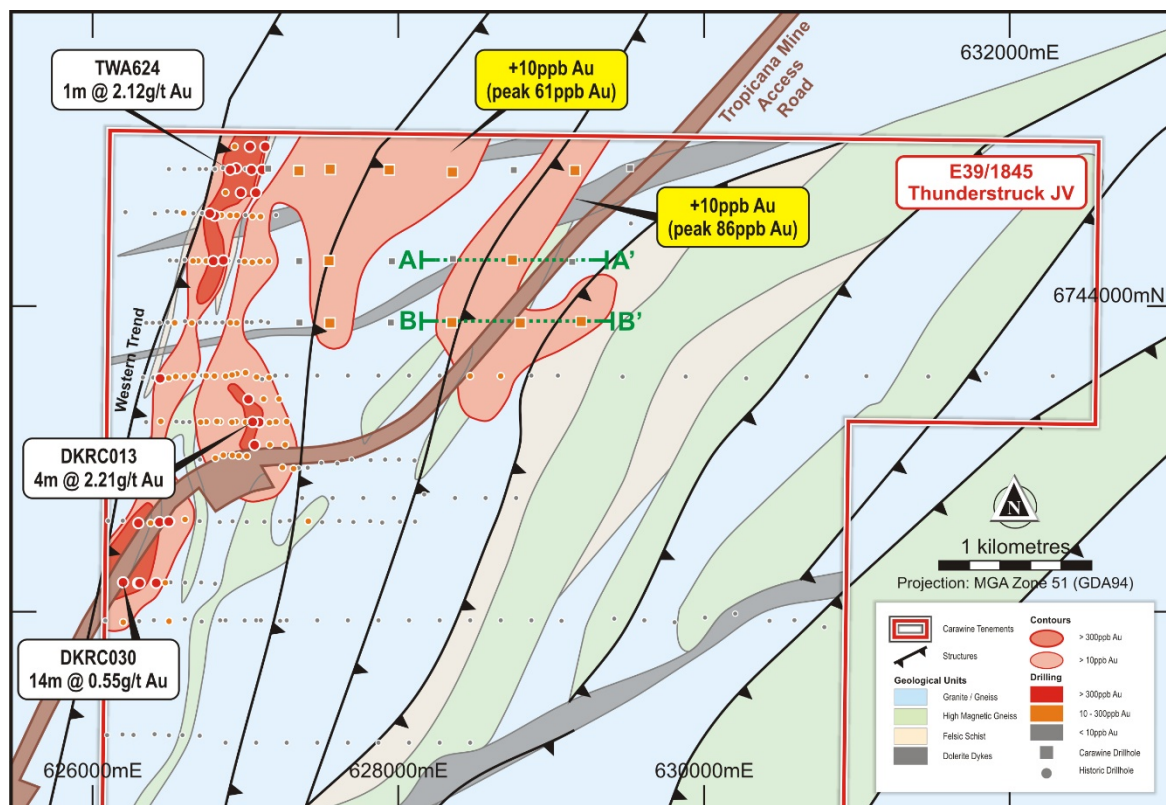 TWA624
1m @ 2.12g/t Au
+10ppb Au
(peak 61ppb Au)
Tropicana Mine
Access
Road
632000mE
E39/1845
Thunderstruck JV
+10ppb Au
(peak 86ppb Au)
A
A'
6744000mN
B
B'
Western Trend
DKRC013
4m @ 2.21g/t Au
N
1 kilometres
Projection: MGA Zone 51 (GDA94)
DKRC030
14m @ 0.55g/t Au
626000mE
628000mE
630000mE
Carawine Tenements
Structures
Geological Units
Granite / Gneiss
High Magnetic Gneiss
Felsic Schist
Dolerite Dykes
Contours
> 300ppb Au
> 10ppb Au
Drilling
> 300ppb Au
10 - 300ppb Au
< 10ppb Au
Carawine Drillhole
Historic Drillhole